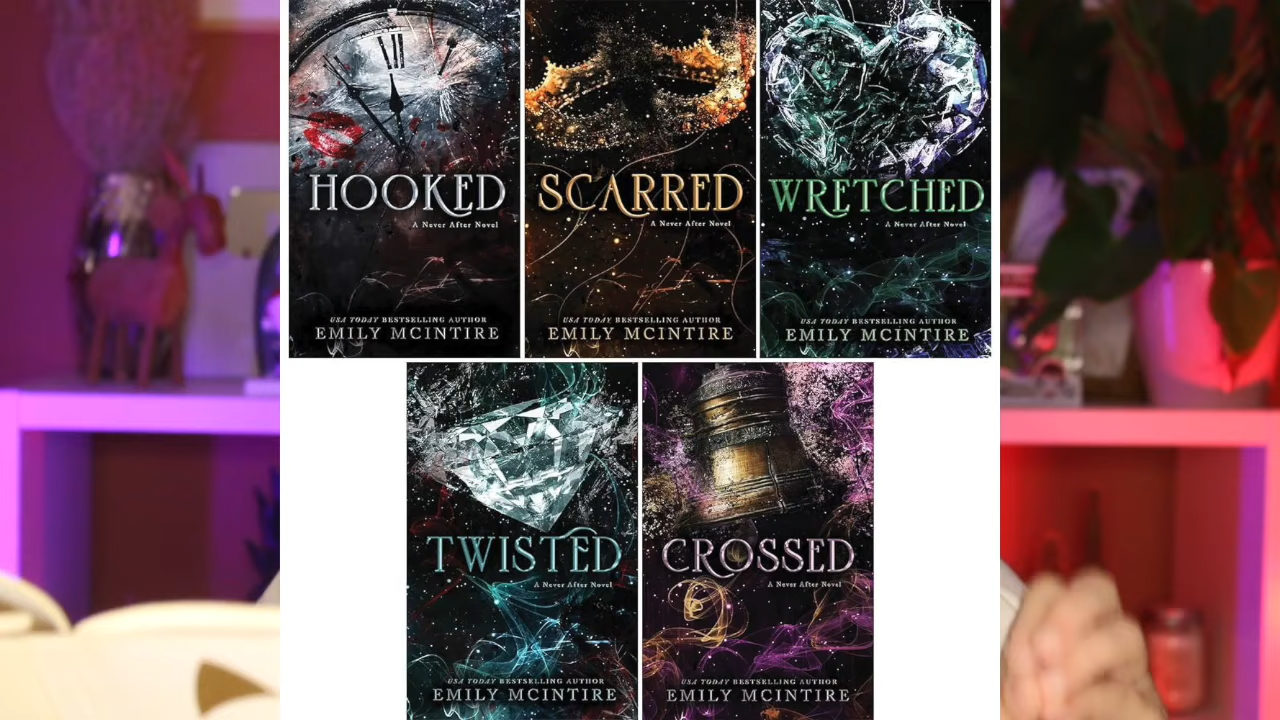 HOOKED
A Never After Novel
USA TODAY BESTSELLING AUTHOR
EMILY MCINTIRE
SCARRED
A Never After Novel
USA TODAY BESTSELLING AUTHOR
EMILY MCINTIRE
WRETCHED
A Never After Novel
USA TODAY BESTSELLING AUTHOR
EMILY MCINTIRE
TWISTED
A Never After Novel
USA TODAY BESTSELLING AUTHOR
EMILY MCINTIRE
CROSSED
A Never After Novel
USA TODAY BESTSELLING AUTHOR
EMILY MCINTIRE